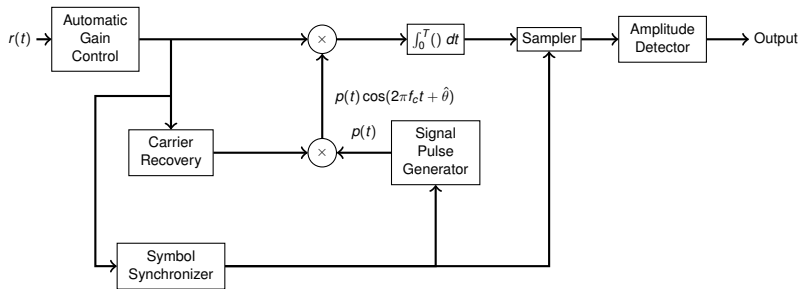 Automatic
Gain
Control
r(t)
×
∫₀ᵀ() dt
Sampler
Amplitude
Detector
Output
p(t) cos(2πf_c t + θ̂)
p(t)
Carrier
Recovery
×
Signal
Pulse
Generator
Symbol
Synchronizer